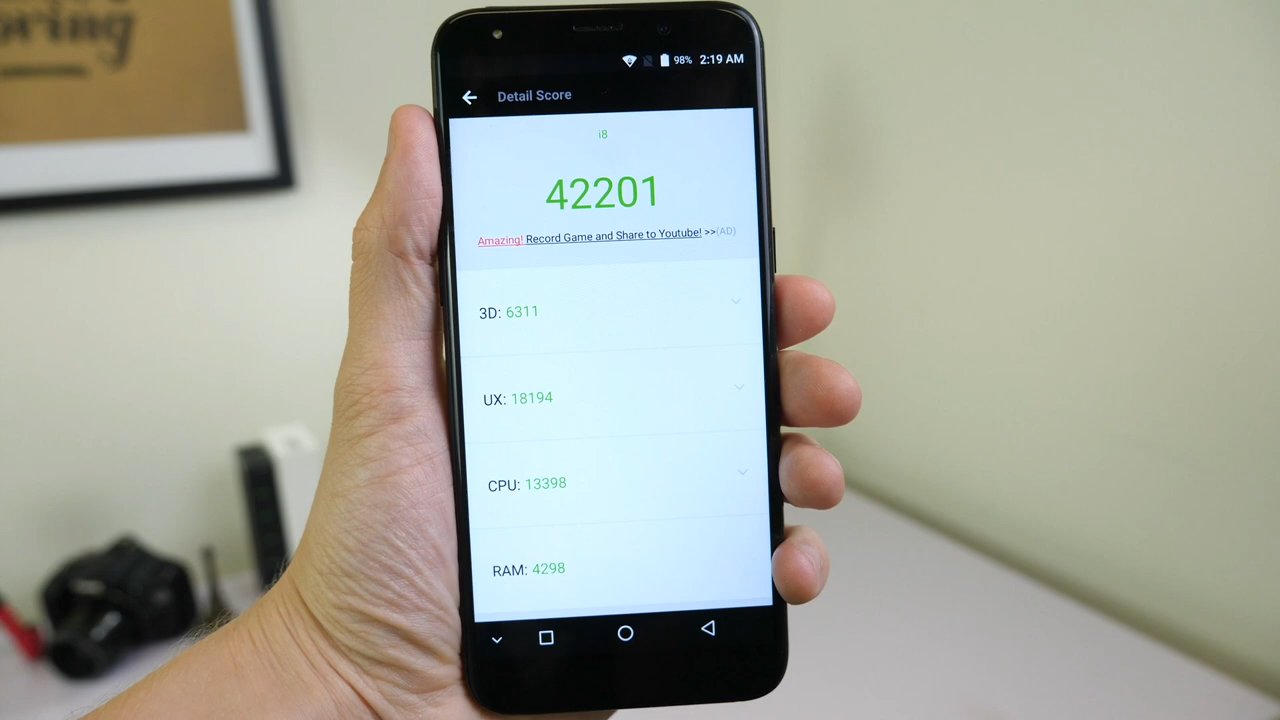 98% 2:19 AM
Detail Score
i8
42201
Amazing! Record Game and Share to Youtube! >>(AD)
3D: 6311
UX: 18194
CPU: 13398
RAM: 4298